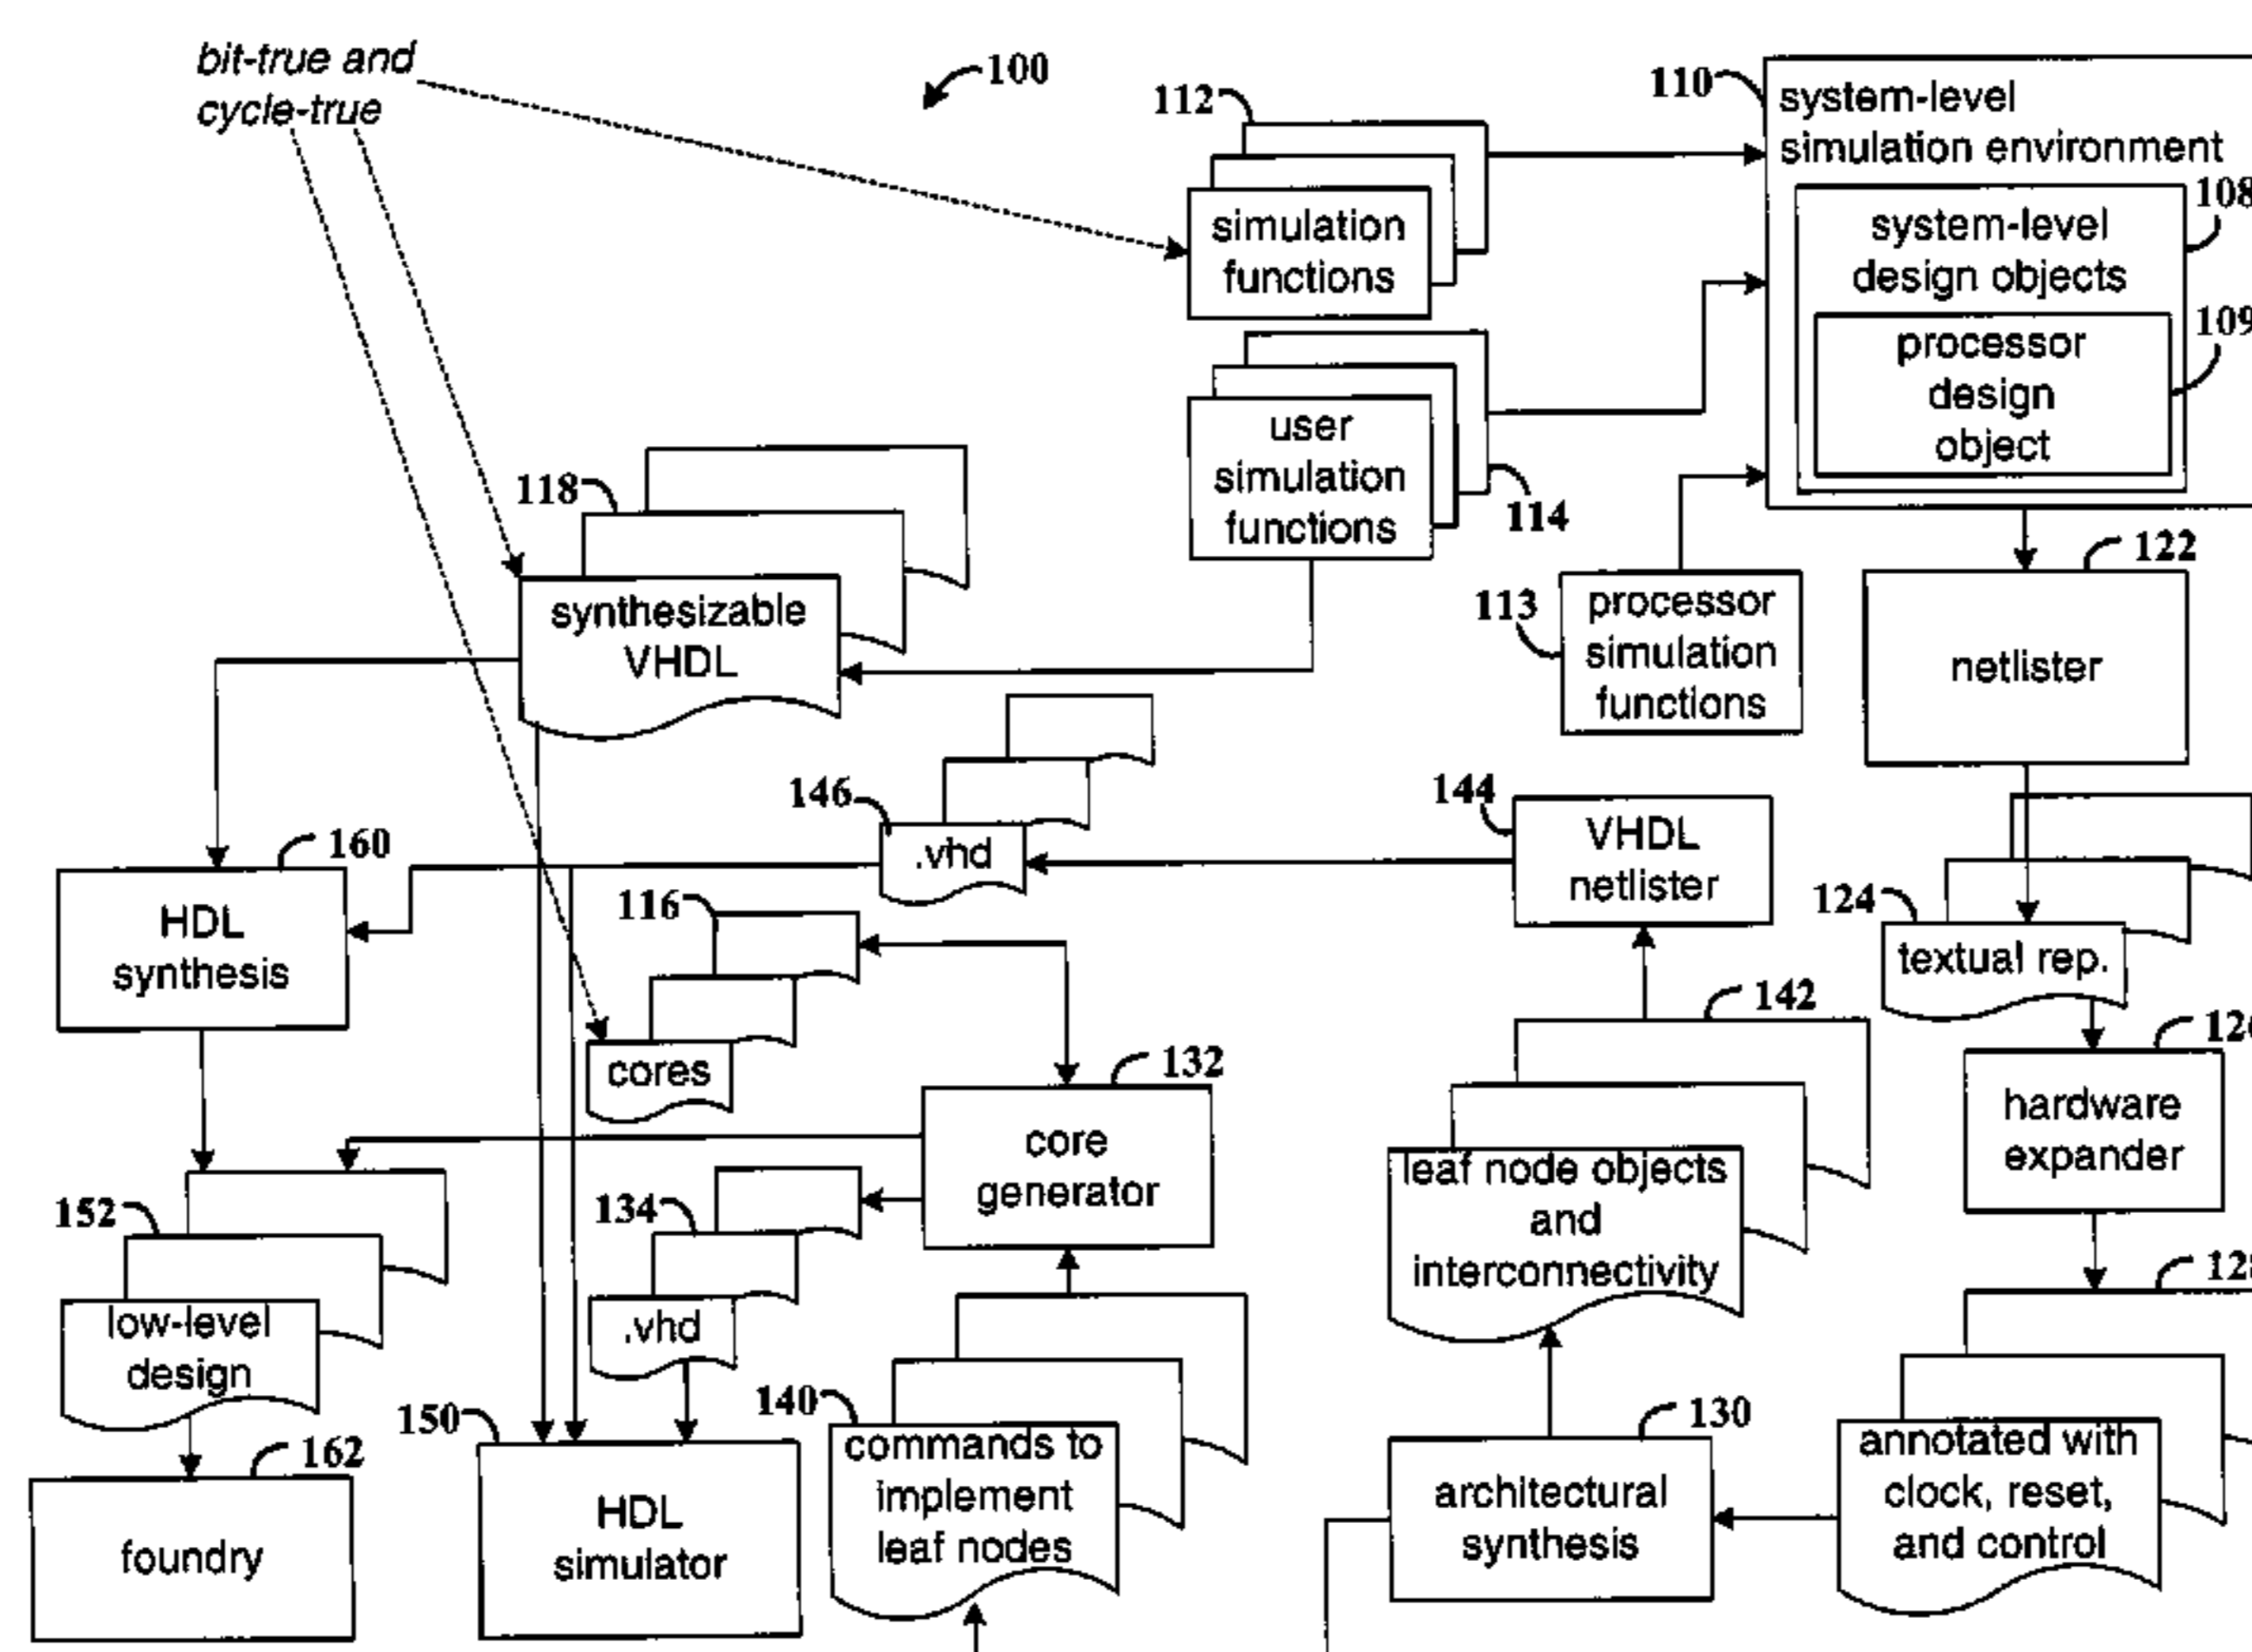 bit-true and
cycle-true
100
112
simulation
functions
110
system-level
simulation environment
108
system-level
design objects
109
processor
design
object
user
simulation
functions
114
118
synthesizable
VHDL
113
processor
simulation
functions
122
netlister
146
.vhd
144
VHDL
netlister
160
HDL
synthesis
116
cores
124
textual rep.
142
leaf node objects
and
interconnectivity
132
core
generator
hardware
expander
152
low-level
design
134
.vhd
150
HDL
simulator
140
commands to
implement
leaf nodes
130
architectural
synthesis
annotated with
clock, reset,
and control
162
foundry